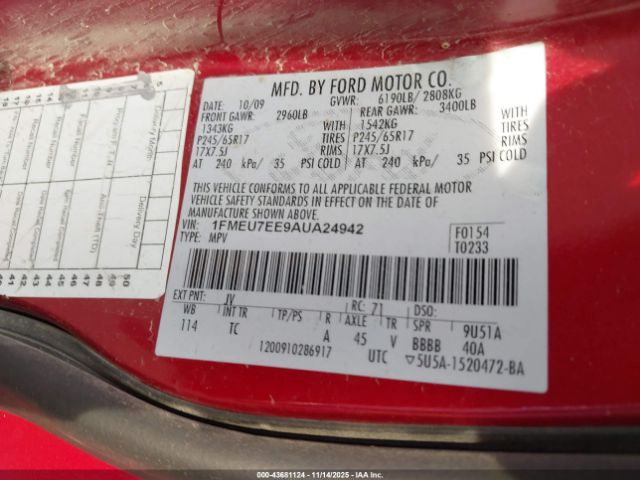 MFD. BY FORD MOTOR CO.
DATE: 10/09 GVWR: 6190LB/ 2808KG
FRONT GAWR: 2960LB REAR GAWR: 3400LB
1343KG WITH 1542KG WITH
P245/65R17 TIRES P245/65R17 TIRES
17X7.5J RIMS 17X7.5J RIMS
AT 240 kPa/ 35 PSI COLD AT 240 kPa/ 35 PSI COLD
THIS VEHICLE CONFORMS TO ALL APPLICABLE FEDERAL MOTOR
VEHICLE SAFETY STANDARDS IN EFFECT ON THE DATE OF
MANUFACTURE SHOWN ABOVE.
VIN: 1FMEU7EE9AUA24942 F0154
TYPE: MPV T0233
EXT PNT: JV RC: 71 DSO:
WB INT TR TP/PS R AXLE TR SPR 9U51A
114 TC A 45 V BBBB 40A
1200910286917 UTC ▽5U5A-1520472-BA
Delivery Day
50
© IAA - 43681124 | 11/14/2025 - IAAI.com